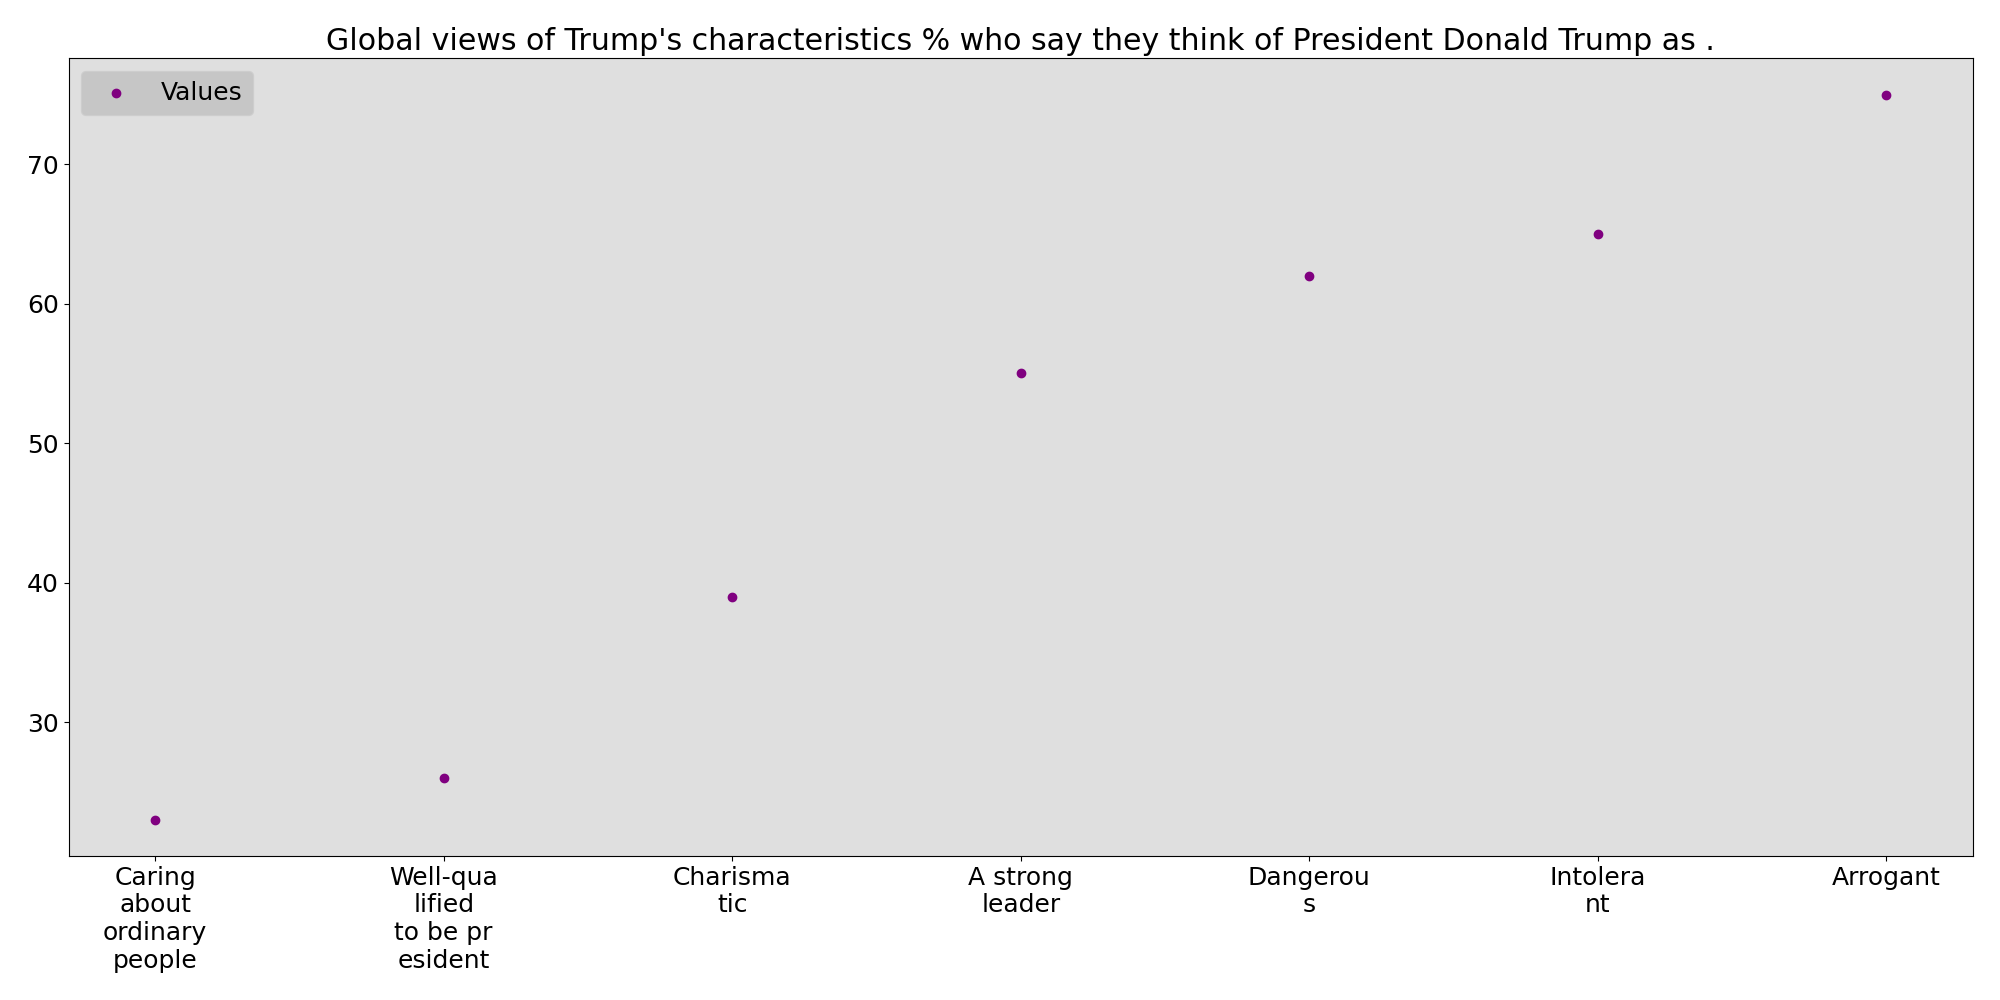 Global views of Trump's characteristics % who say they think of President Donald Trump as .
Values
70
60
50
40
30
Caring
about
ordinary
people
Well-qua
lified
to be pr
esident
Charisma
tic
A strong
leader
Dangerou
s
Intolera
nt
Arrogant